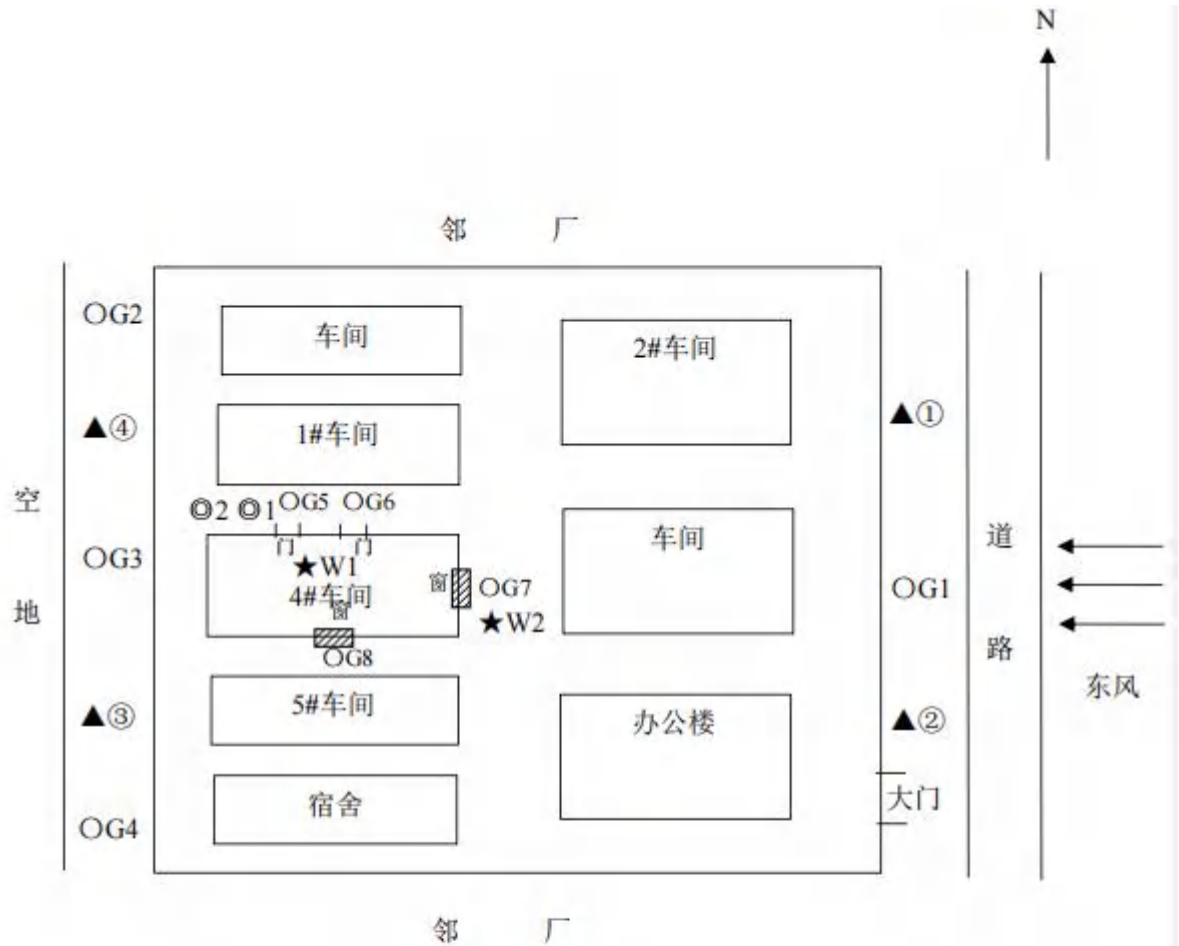 N
邻 厂
○G2
车间
2#车间
▲④
1#车间
▲①
空
地
◎2 ◎1 ○G5 ○G6
门 门
★W1
4#车间
窗
○G3
窗 ○G7
★W2
○G8
车间
○G1
道
路
东风
▲③
5#车间
办公楼
▲②
大门
宿舍
○G4
邻 厂